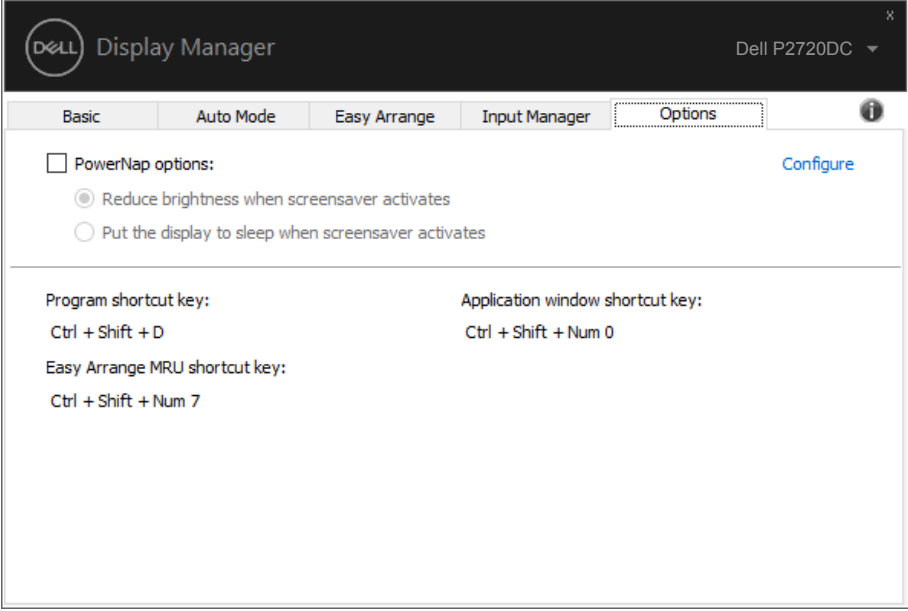 x
DELL Display Manager
Dell P2720DC
Basic Auto Mode Easy Arrange Input Manager Options i
PowerNap options: Configure
Reduce brightness when screensaver activates
Put the display to sleep when screensaver activates
Program shortcut key: Application window shortcut key:
Ctrl + Shift + D Ctrl + Shift + Num 0
Easy Arrange MRU shortcut key:
Ctrl + Shift + Num 7